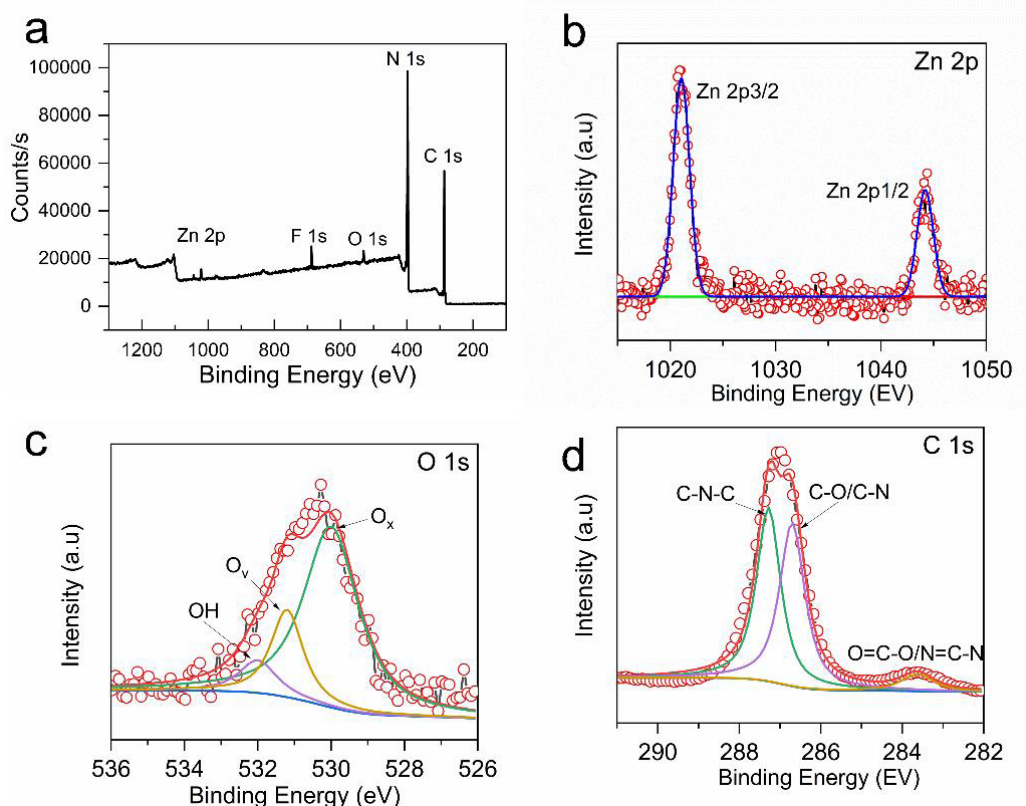 a
N 1s
C 1s
Zn 2p
F 1s
O 1s
100000
80000
60000
40000
20000
0
Counts/s
1200 1000 800 600 400 200
Binding Energy (eV)
b
Zn 2p
Zn 2p3/2
Zn 2p1/2
Intensity (a.u)
1020 1030 1040 1050
Binding Energy (EV)
c
O 1s
Ox
Ov
OH
Intensity (a.u)
536 534 532 530 528 526
Binding Energy (eV)
d
C 1s
C-N-C
C-O/C-N
O=C-O/N=C-N
Intensity (a.u)
290 288 286 284 282
Binding Energy (EV)